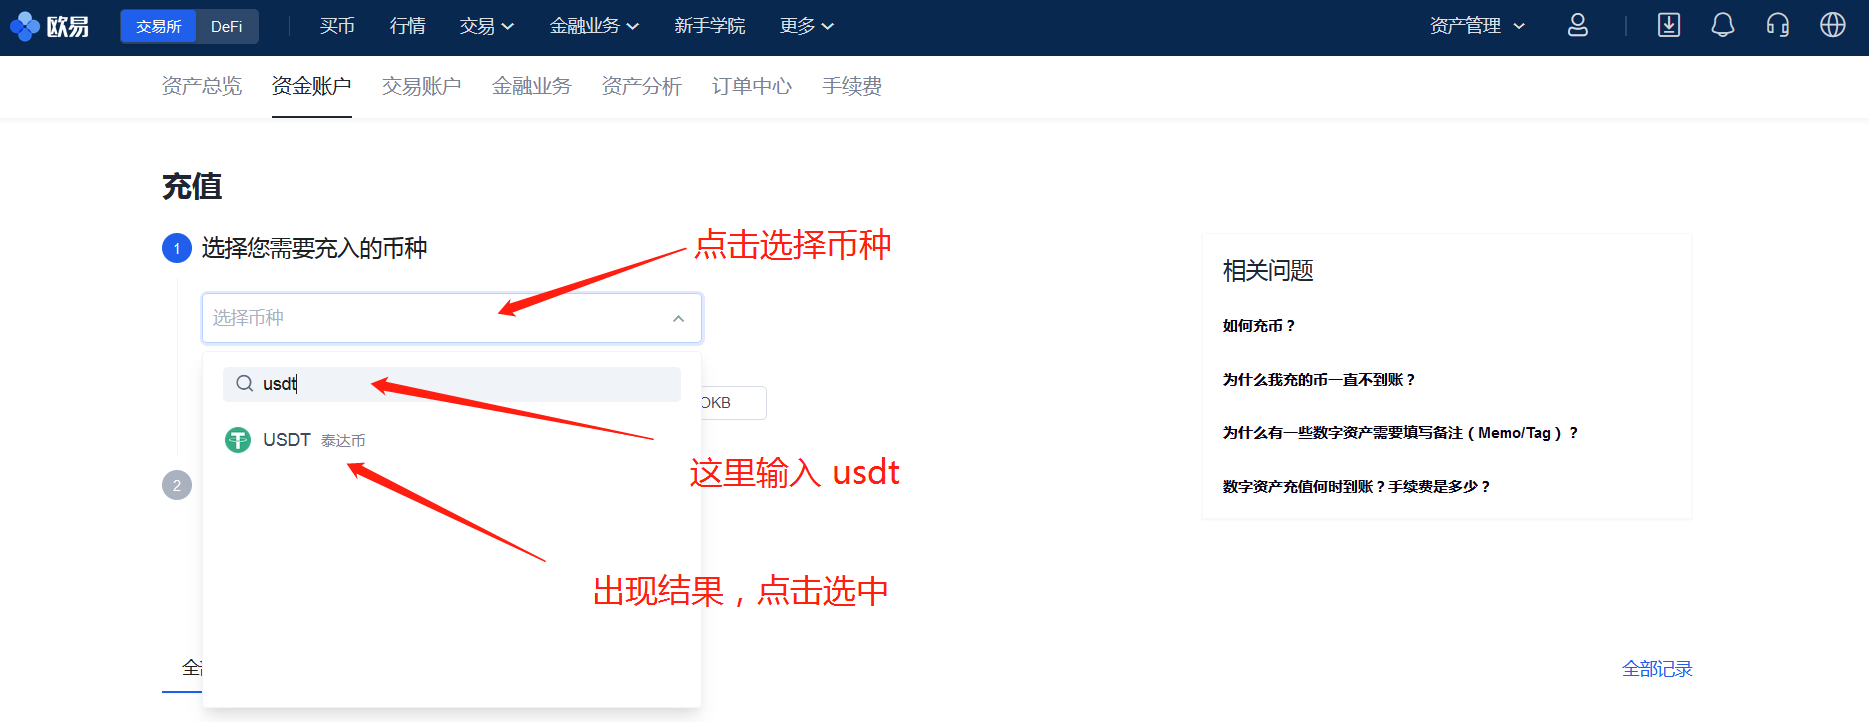 欧易 交易所 DeFi 买币 行情 交易 金融业务 新手学院 更多 资产管理
资产总览 资金账户 交易账户 金融业务 资产分析 订单中心 手续费
充值
1 选择您需要充入的币种
点击选择币种
选择币种
usdt
OKB
USDT 泰达币
这里输入 usdt
2
出现结果，点击选中
相关问题
如何充币？
为什么我充的币一直不到账？
为什么有一些数字资产需要填写备注（Memo/Tag）？
数字资产充值何时到账？手续费是多少？
全
全部记录